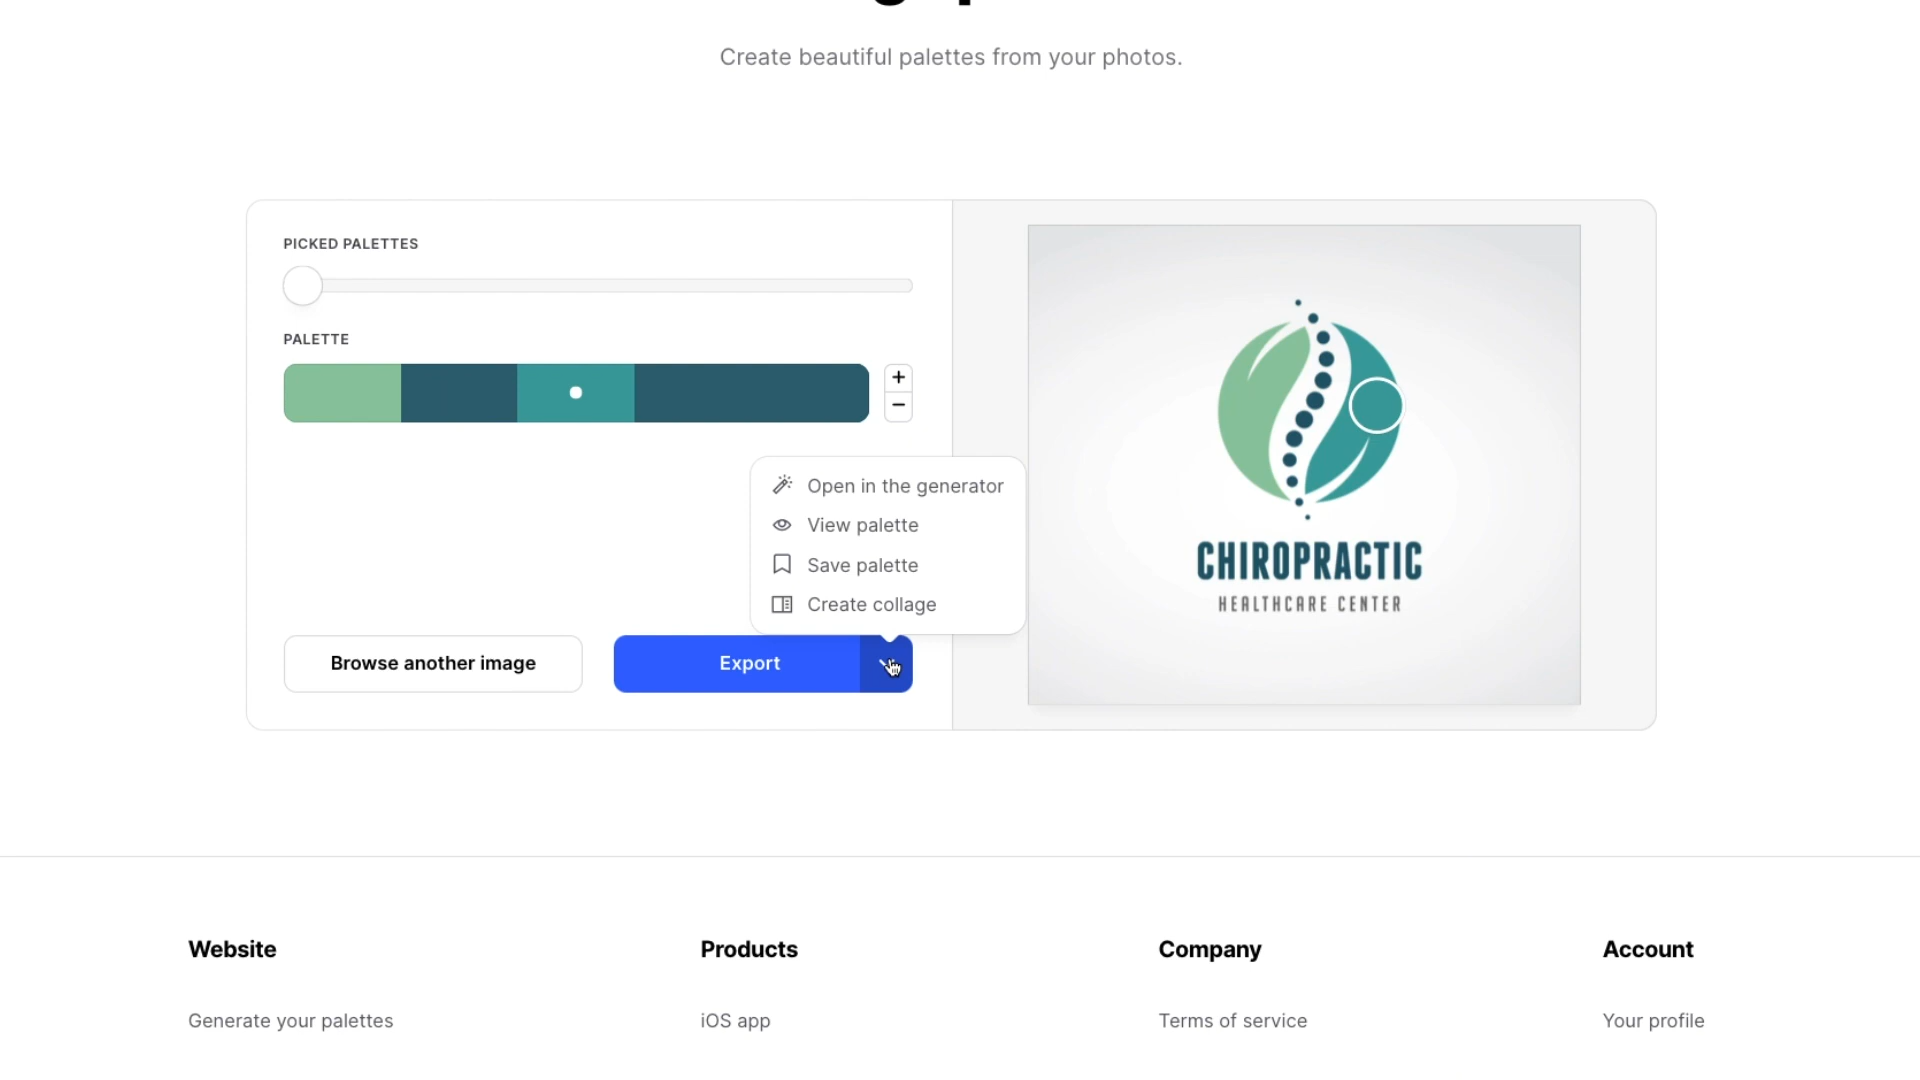 Create beautiful palettes from your photos.
PICKED PALETTES
PALETTE
+
−
Open in the generator
View palette
Save palette
Create collage
Browse another image
Export
CHIROPRACTIC
HEALTHCARE CENTER
Website
Products
Company
Account
Generate your palettes
iOS app
Terms of service
Your profile